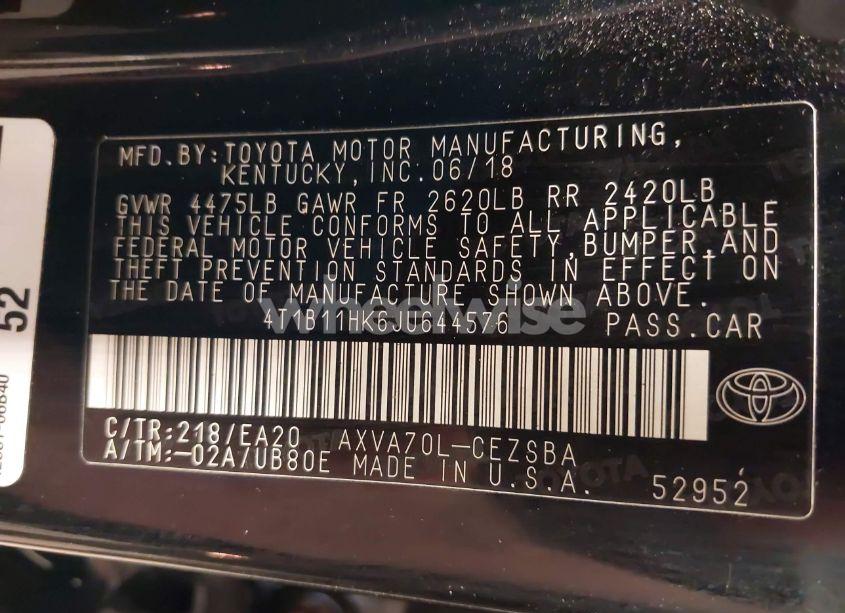 MFD.BY:TOYOTA MOTOR MANUFACTURING,
KENTUCKY,INC.06/18
GVWR 4475LB GAWR FR 2620LB RR 2420LB
THIS VEHICLE CONFORMS TO ALL APPLICABLE
FEDERAL MOTOR VEHICLE SAFETY,BUMPER,AND
THEFT PREVENTION STANDARDS IN EFFECT ON
THE DATE OF MANUFACTURE SHOWN ABOVE.
wheelwise
4T1B11HK6JU644576 PASS.CAR
C/TR:218/EA20 AXVA70L-CEZSBA
A/TM:-02A/UB80E MADE IN U.S.A. 52952
52